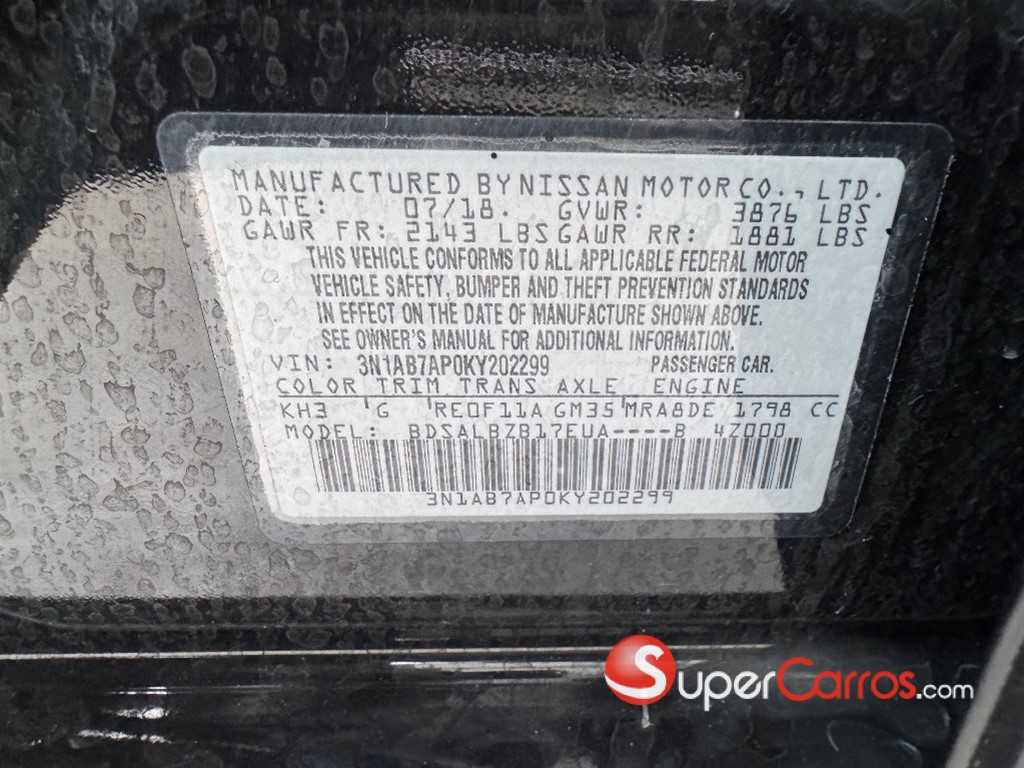 MANUFACTURED BY NISSAN MOTOR CO., LTD.
DATE: 07/18. GVWR: 3876 LBS
GAWR FR: 2143 LBS GAWR RR: 1881 LBS
THIS VEHICLE CONFORMS TO ALL APPLICABLE FEDERAL MOTOR
VEHICLE SAFETY, BUMPER AND THEFT PREVENTION STANDARDS
IN EFFECT ON THE DATE OF MANUFACTURE SHOWN ABOVE.
SEE OWNER'S MANUAL FOR ADDITIONAL INFORMATION.
VIN: 3N1AB7AP0KY202299 PASSENGER CAR.
COLOR TRIM TRANS AXLE ENGINE
KH3 G RE0F11A GM35 MRA8DE 1798 CC
MODEL: BDSALBZB17EUA----B 4Z000
3N1AB7AP0KY202299
SuperCarros.com